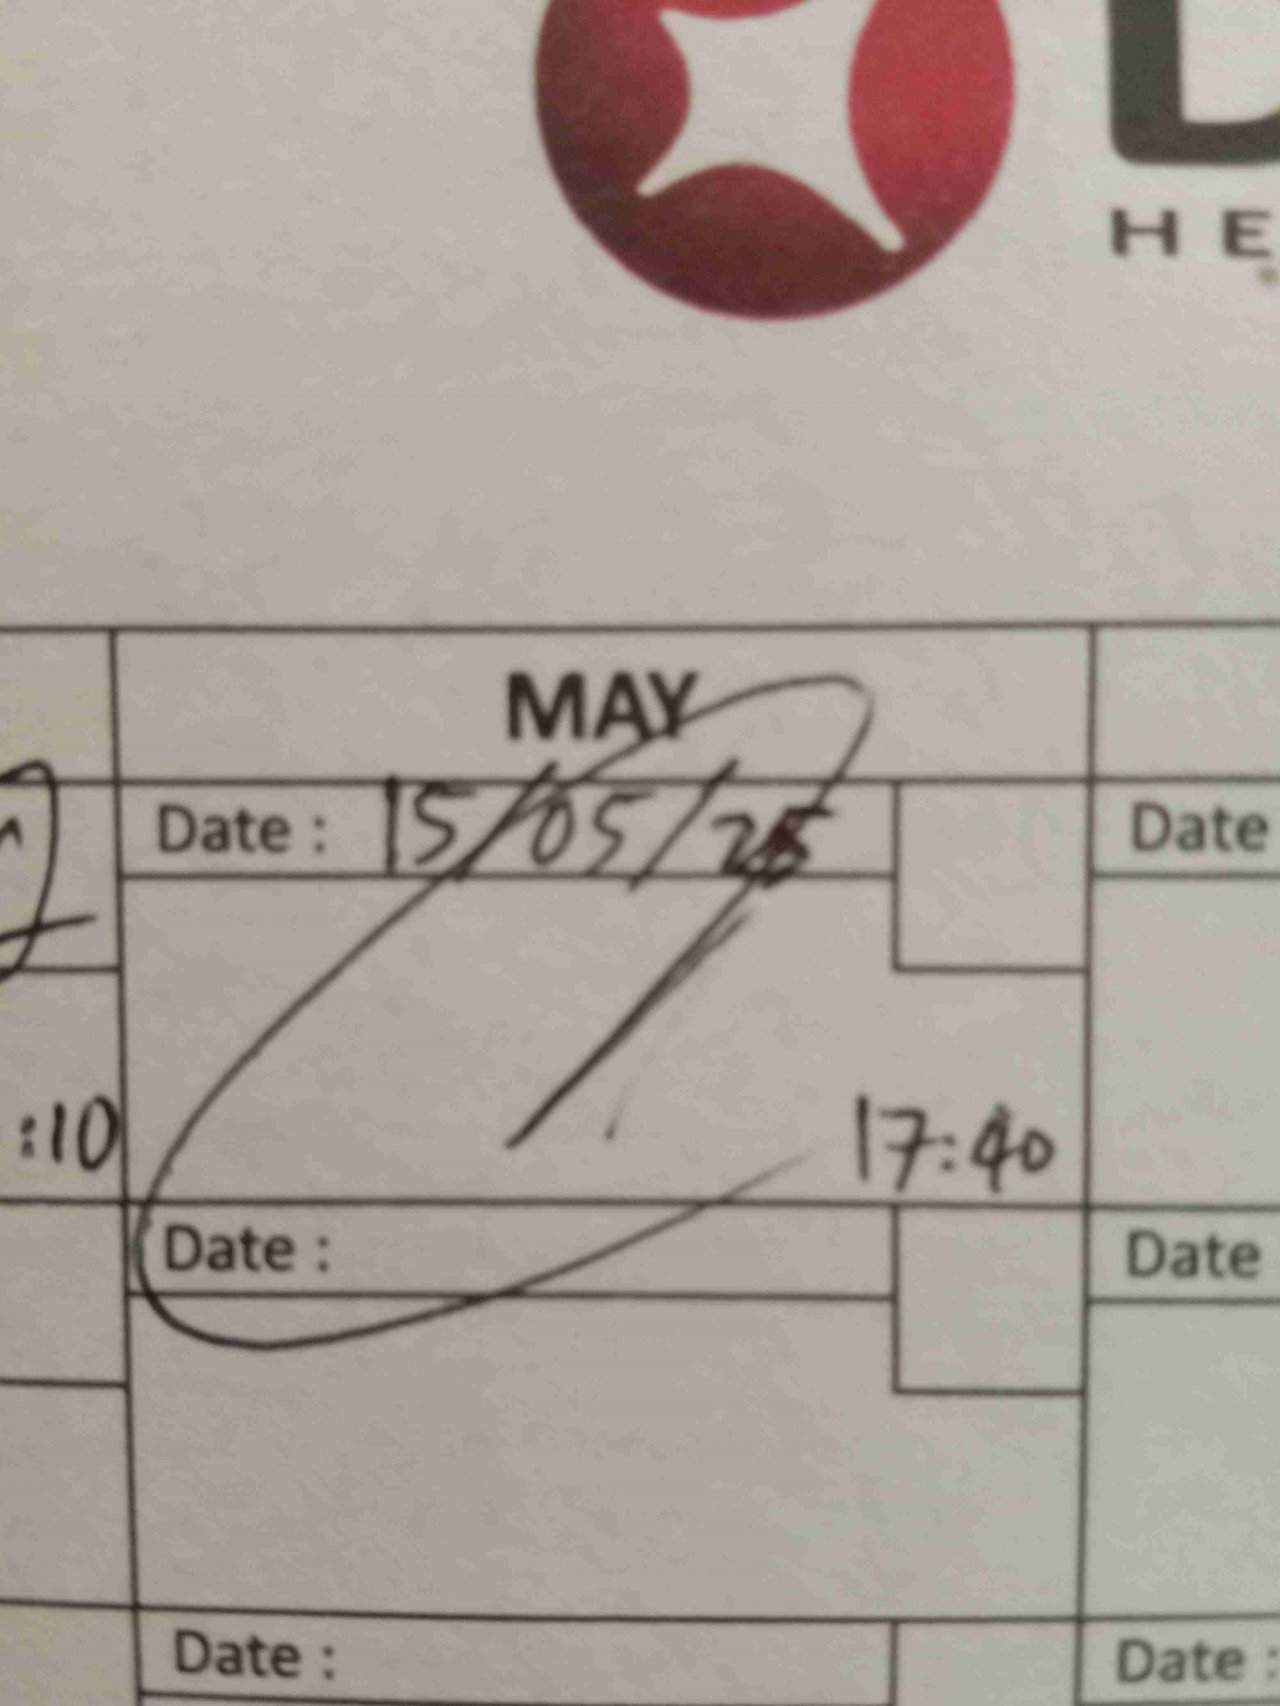 HE
MAY
Date : 15/05/25 Date
:10 17:40
Date : Date
Date : Date :